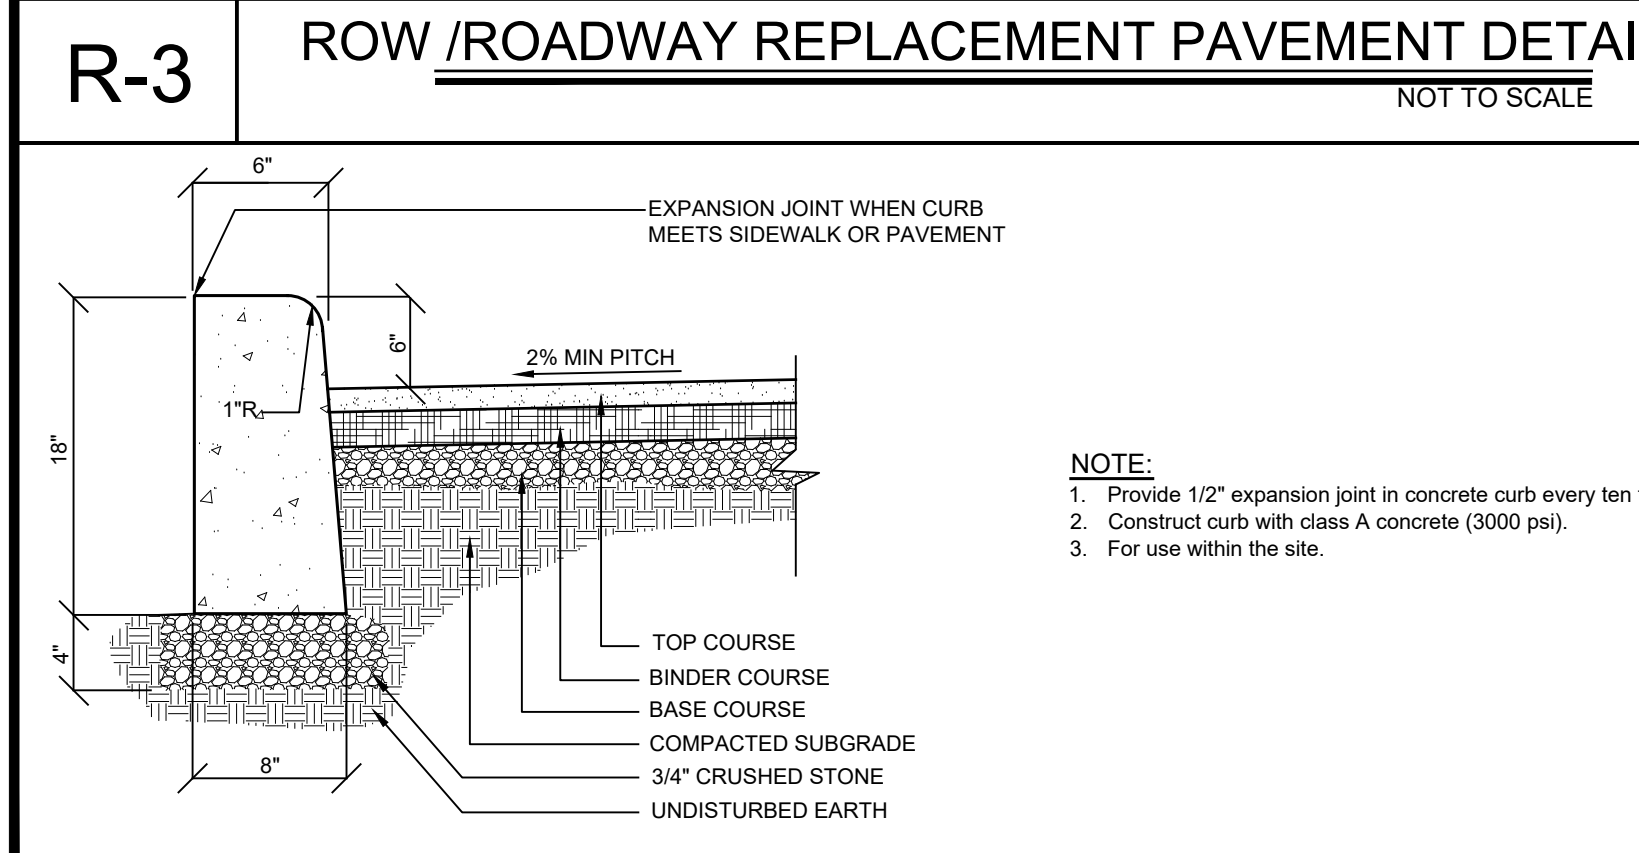 R-3
ROW /ROADWAY REPLACEMENT PAVEMENT
NOT TO SCALE
6"
EXPANSION JOINT WHEN CURB
MEETS SIDEWALK OR PAVEMENT
6"
2% MIN PITCH
1"R
18"
NOTE:
1. Provide 1/2" expansion joint in concrete curb every ten
2. Construct curb with class A concrete (3000 psi).
3. For use within the site.
4"
TOP COURSE
BINDER COURSE
BASE COURSE
COMPACTED SUBGRADE
8"
3/4" CRUSHED STONE
UNDISTURBED EARTH